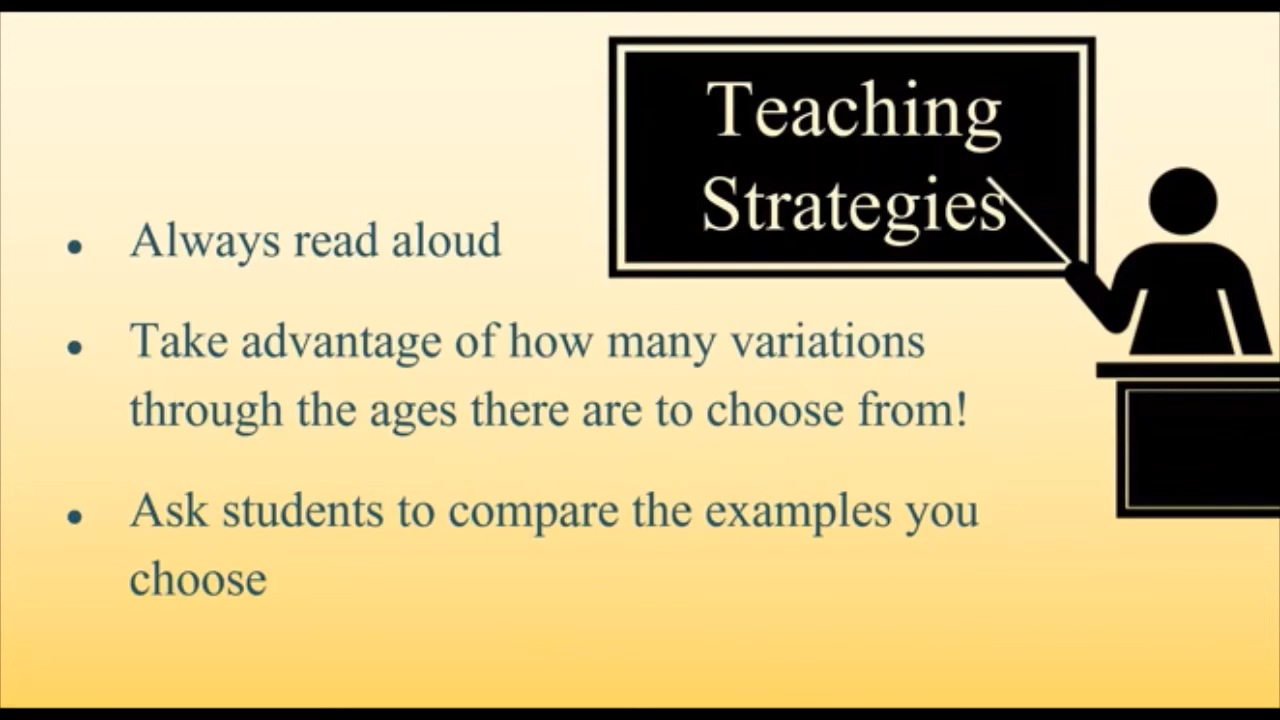 Teaching
Strategies
Always read aloud
Take advantage of how many variations
through the ages there are to choose from!
Ask students to compare the examples you
choose